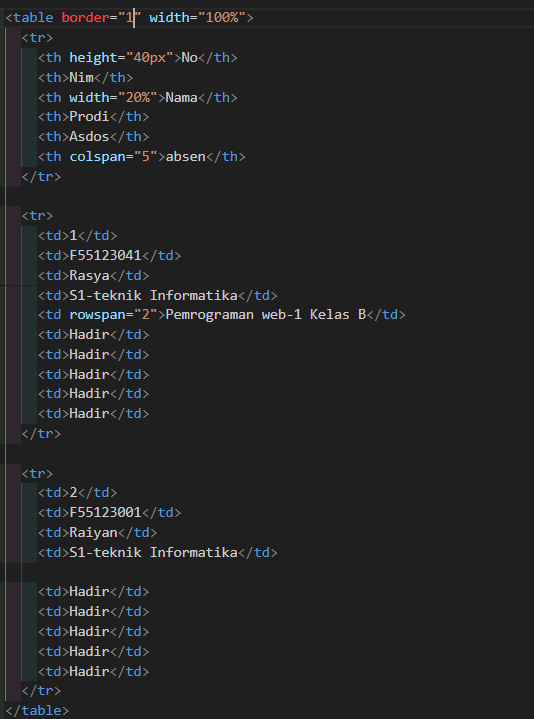 <table border="1" width="100%">
<tr>
<th height="40px">No</th>
<th>Nim</th>
<th width="20%">Nama</th>
<th>Prodi</th>
<th>Asdos</th>
<th colspan="5">absen</th>
</tr>
<tr>
<td>1</td>
<td>F55123041</td>
<td>Rasya</td>
<td>S1-teknik Informatika</td>
<td rowspan="2">Pemrograman web-1 Kelas B</td>
<td>Hadir</td>
<td>Hadir</td>
<td>Hadir</td>
<td>Hadir</td>
<td>Hadir</td>
</tr>
<tr>
<td>2</td>
<td>F55123001</td>
<td>Raiyan</td>
<td>S1-teknik Informatika</td>
<td>Hadir</td>
<td>Hadir</td>
<td>Hadir</td>
<td>Hadir</td>
<td>Hadir</td>
</tr>
</table>